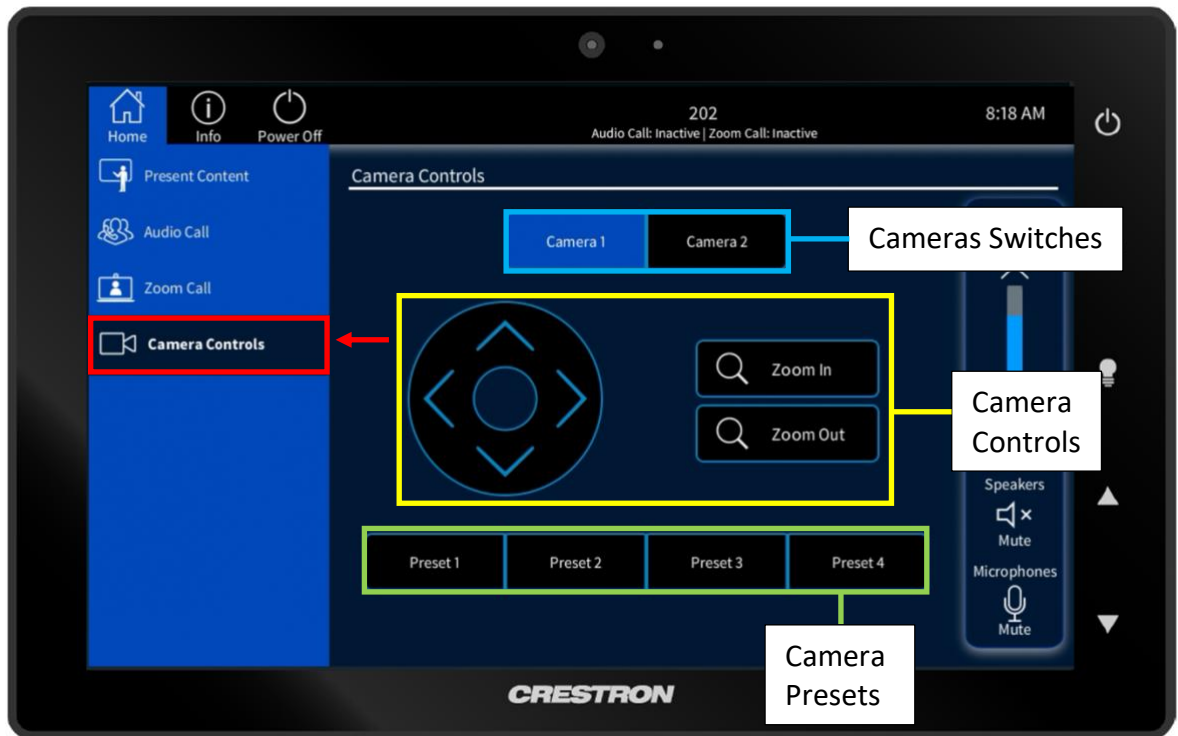 202
8:18 AM
Home
Info
Power Off
Audio Call: Inactive | Zoom Call: Inactive
Present Content
Camera Controls
Audio Call
Camera 1
Camera 2
Cameras Switches
Zoom Call
Camera Controls
Zoom In
Zoom Out
Camera
Controls
Speakers
Mute
Preset 1
Preset 2
Preset 3
Preset 4
Microphones
Mute
Camera
Presets
CRESTRON